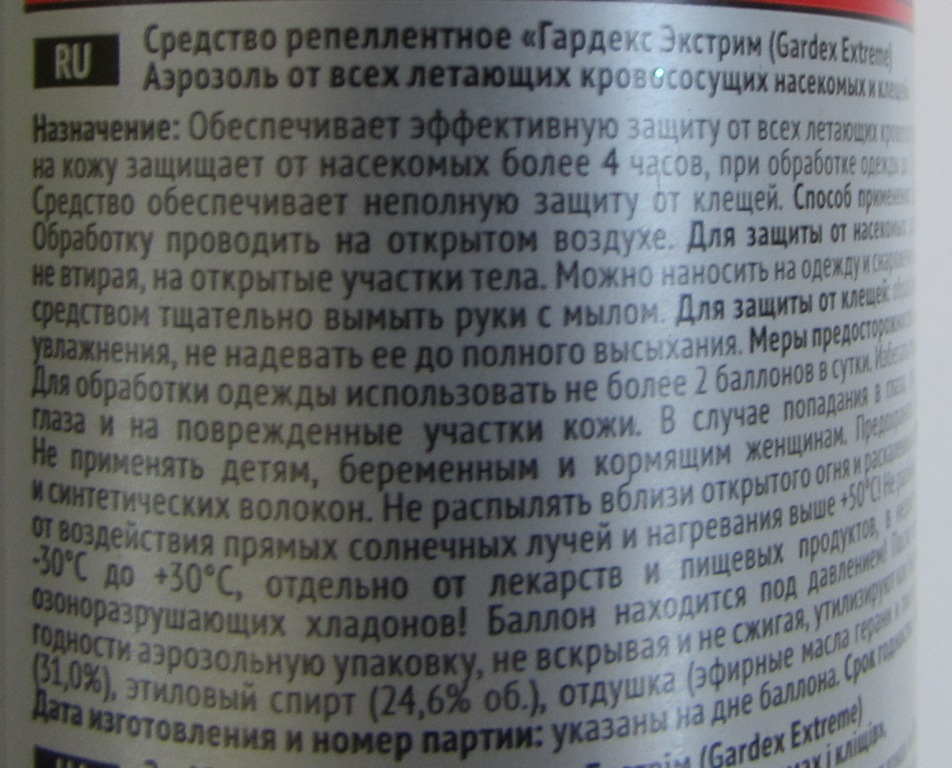 RU
Средство репеллентное «Гардекс Экстрим (Gardex Extreme)
Аэрозоль от всех летающих кровососущих насекомых и клещей
Назначение: Обеспечивает эффективную защиту от всех летающих
на кожу защищает от насекомых более 4 часов, при обработке одежды
Средство обеспечивает неполную защиту от клещей. Способ применения
Обработку проводить на открытом воздухе. Для защиты от насекомых
не втирая, на открытые участки тела. Можно наносить на одежду и
средством тщательно вымыть руки с мылом. Для защиты от клещей:
увлажнения, не надевать ее до полного высыхания. Меры предосторожности
Для обработки одежды использовать не более 2 баллонов в сутки.
глаза и на поврежденные участки кожи. В случае попадания в глаза,
Не применять детям, беременным и кормящим женщинам.
и синтетических волокон. Не распылять вблизи открытого огня и
от воздействия прямых солнечных лучей и нагревания выше +50°С! Не
-30°С до +30°С, отдельно от лекарств и пищевых продуктов, в
озоноразрушающих хладонов! Баллон находится под давлением!
годности аэрозольную упаковку, не вскрывая и не сжигая, утилизируют
(31,0%), этиловый спирт (24,6% об.), отдушка (эфирные масла герани и
Дата изготовления и номер партии: указаны на дне баллона. Срок годности
(Gardex Extreme)
і кліщів,